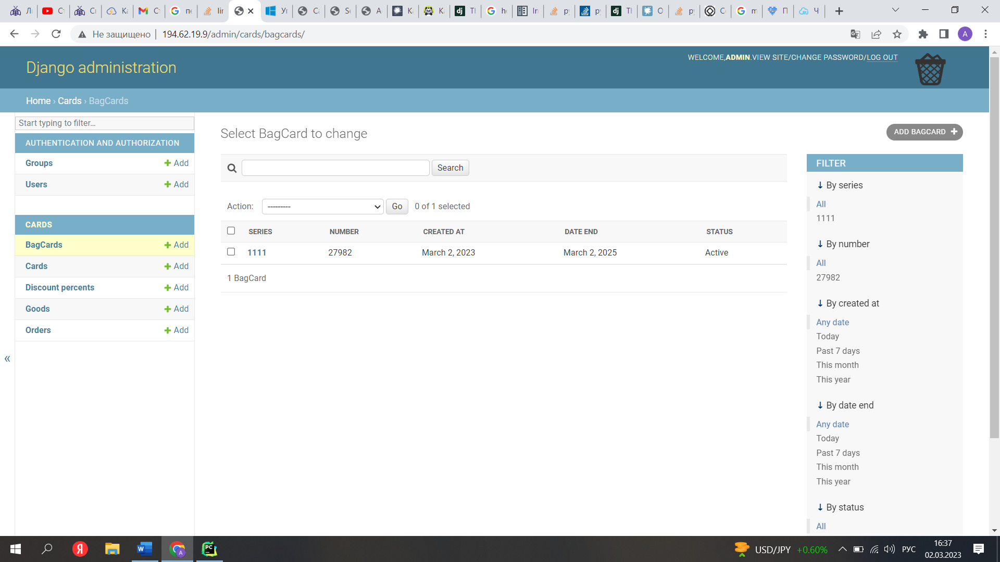 Не защищено
194.62.19.9/admin/cards/bagcards/
A
Django administration
WELCOME,ADMIN.VIEW SITE/CHANGE PASSWORD/LOG OUT
Home › Cards › BagCards
Start typing to filter...
AUTHENTICATION AND AUTHORIZATION
Groups + Add
Users + Add
CARDS
BagCards + Add
Cards + Add
Discount percents + Add
Goods + Add
Orders + Add
«
Select BagCard to change
ADD BAGCARD +
Search
Action: --------- Go 0 of 1 selected
SERIES NUMBER CREATED AT DATE END STATUS
1111 27982 March 2, 2023 March 2, 2025 Active
1 BagCard
FILTER
↓ By series
All
1111
↓ By number
All
27982
↓ By created at
Any date
Today
Past 7 days
This month
This year
↓ By date end
Any date
Today
Past 7 days
This month
This year
↓ By status
All
USD/JPY +0.60%
РУС
16:37
02.03.2023